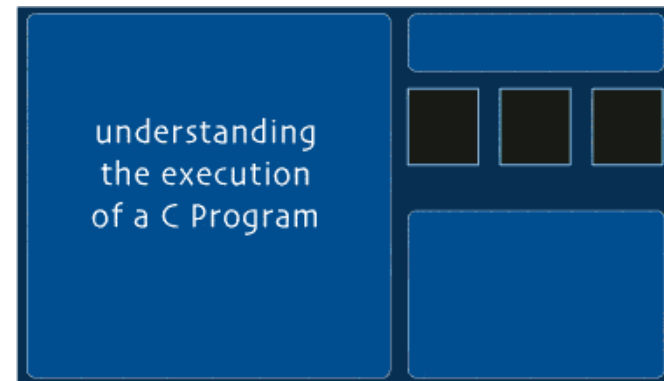 understanding
the execution
of a C Program